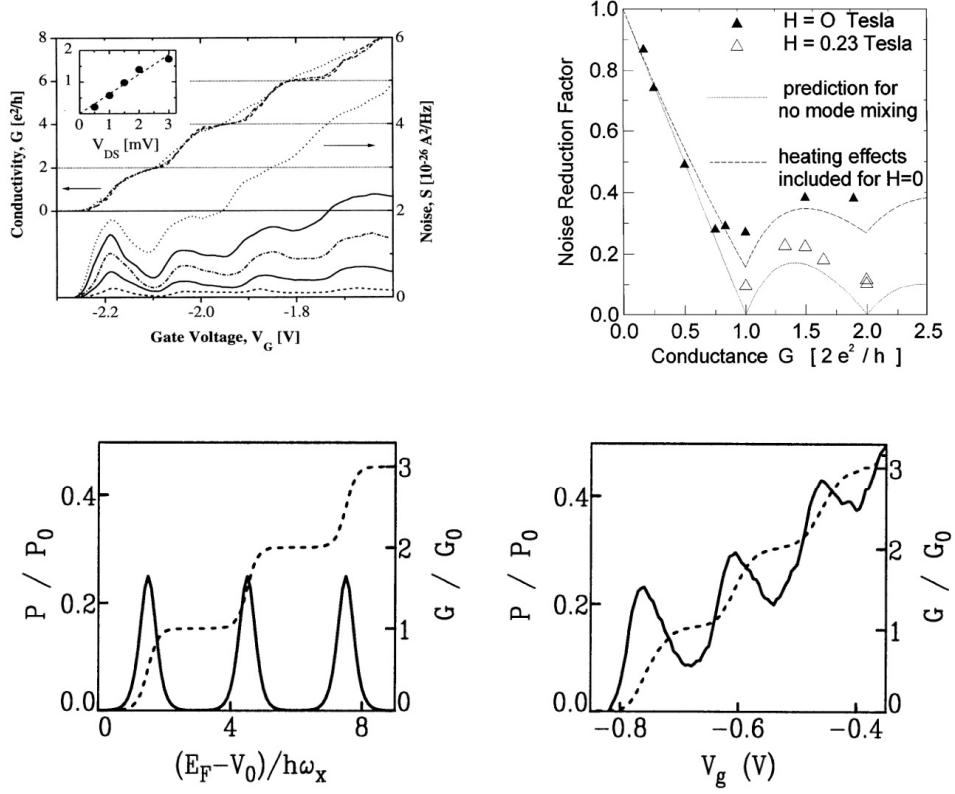 Conductivity, G [e²/h]
8
6
4
2
0
2
1
1 2 3
V_DS [mV]
6
4
2
0
Noise, S [10⁻²⁶ A²/Hz]
-2.2 -2.0 -1.8
Gate Voltage, V_G [V]
Noise Reduction Factor
1.0
0.8
0.6
0.4
0.2
0.0
H = O Tesla
H = 0.23 Tesla
prediction for
no mode mixing
heating effects
included for H=0
0.0 0.5 1.0 1.5 2.0 2.5
Conductance G [2 e²/h]
P / P₀
0.4
0.2
0.0
3
2
1
0
G / G₀
0 4 8
(E_F−V₀)/hω_x
P / P₀
0.4
0.2
0.0
3
2
1
0
G / G₀
−0.8 −0.6 −0.4
V_g (V)